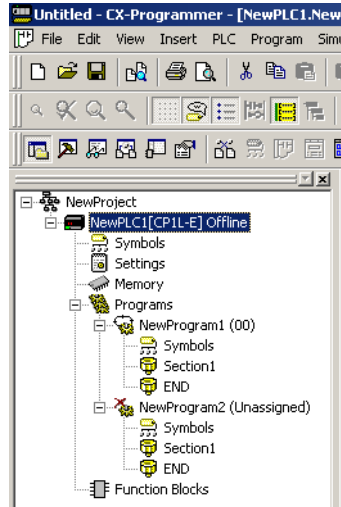 Untitled - CX-Programmer - [NewPLC1.New
File Edit View Insert PLC Program Simu
NewProject
NewPLC1[CP1L-E] Offline
Symbols
Settings
Memory
Programs
NewProgram1 (00)
Symbols
Section1
END
NewProgram2 (Unassigned)
Symbols
Section1
END
Function Blocks